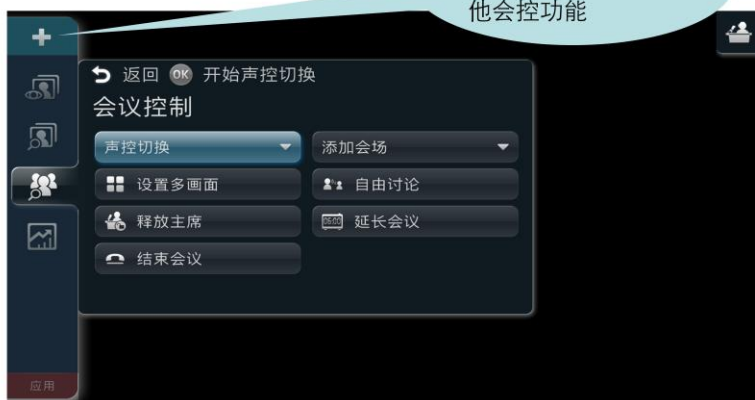 他会控功能
返回 OK 开始声控切换
会议控制
声控切换
添加会场
设置多画面
自由讨论
释放主席
延长会议
结束会议
应用